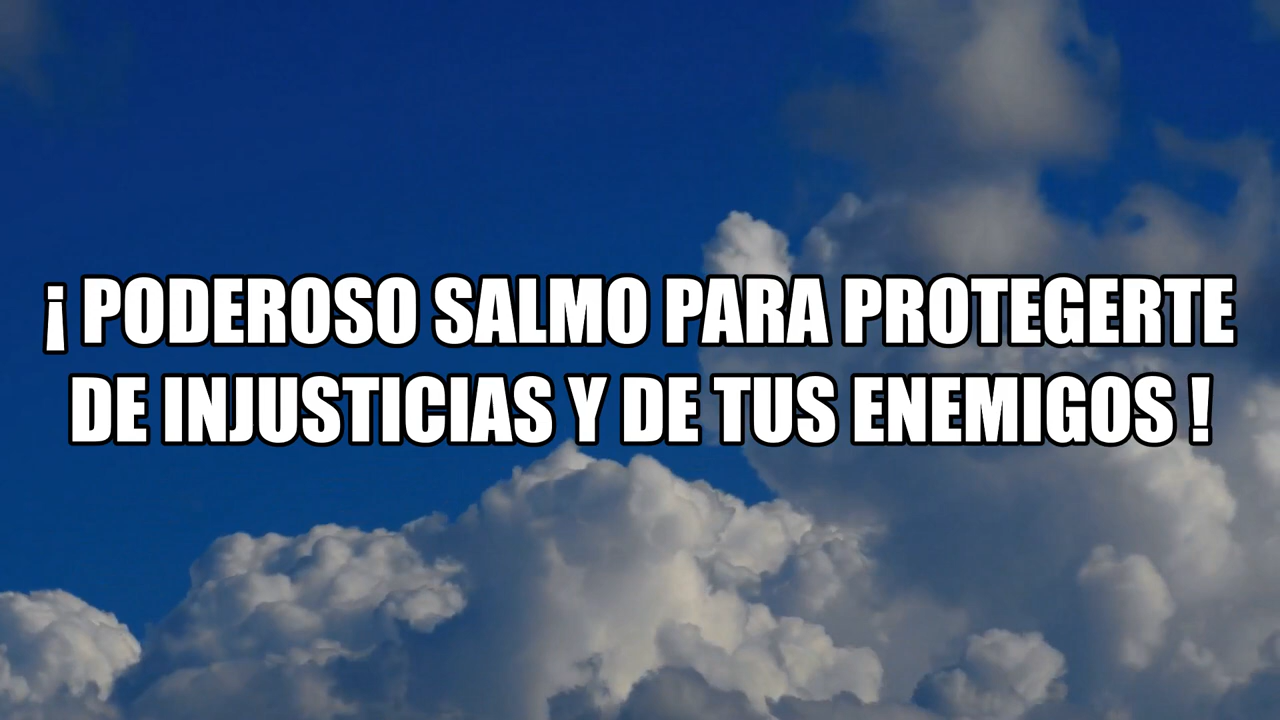 ¡ PODEROSO SALMO PARA PROTEGERTE
DE INJUSTICIAS Y DE TUS ENEMIGOS !